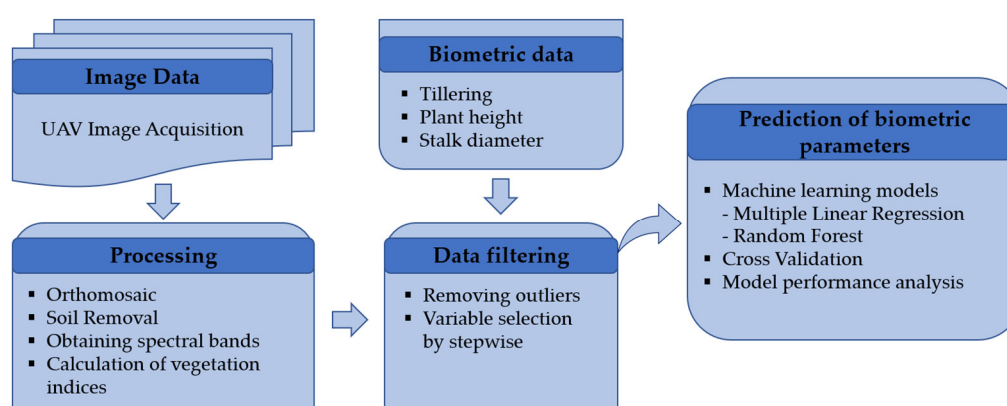 Image Data
UAV Image Acquisition
Processing
▪ Orthomosaic
▪ Soil Removal
▪ Obtaining spectral bands
▪ Calculation of vegetation
indices
Biometric data
▪ Tillering
▪ Plant height
▪ Stalk diameter
Data filtering
▪ Removing outliers
▪ Variable selection
by stepwise
Prediction of biometric
parameters
▪ Machine learning models
- Multiple Linear Regression
- Random Forest
▪ Cross Validation
▪ Model performance analysis